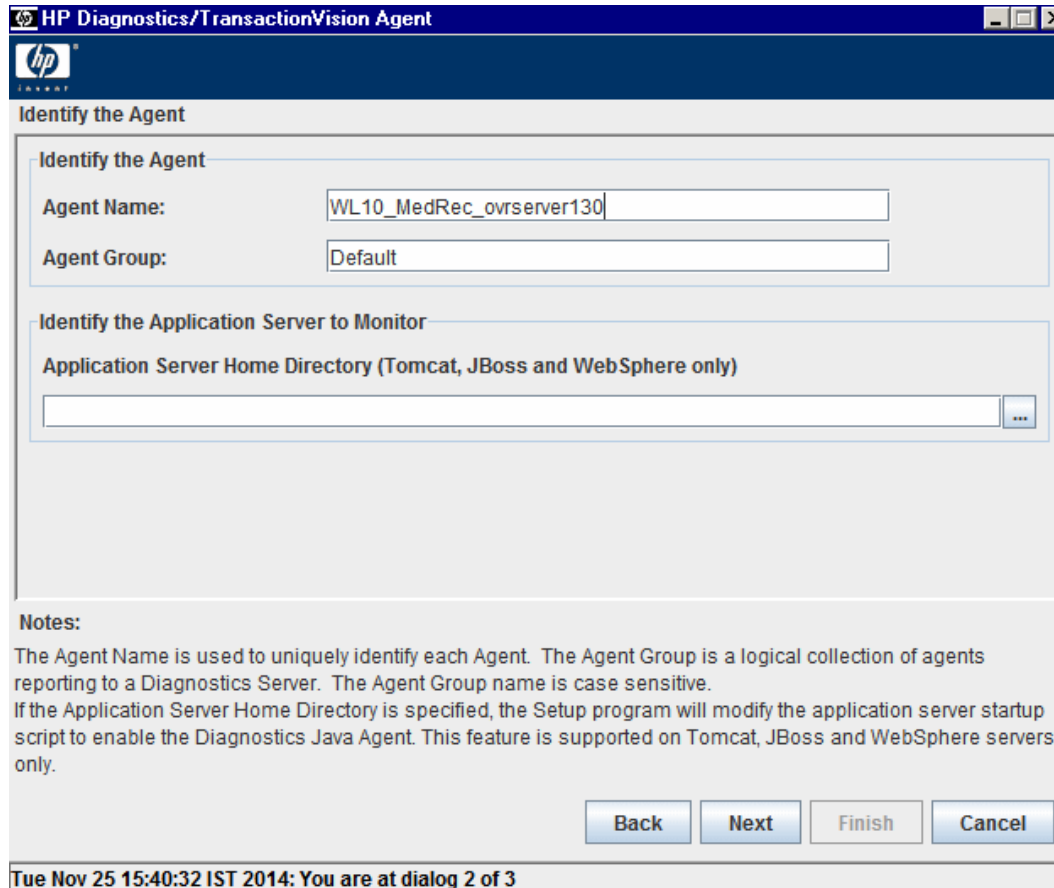 HP Diagnostics/TransactionVision Agent
hp
invent
Identify the Agent
Identify the Agent
Agent Name: WL10_MedRec_ovrserver130
Agent Group: Default
Identify the Application Server to Monitor
Application Server Home Directory (Tomcat, JBoss and WebSphere only)
...
Notes:
The Agent Name is used to uniquely identify each Agent. The Agent Group is a logical collection of agents
reporting to a Diagnostics Server. The Agent Group name is case sensitive.
If the Application Server Home Directory is specified, the Setup program will modify the application server startup
script to enable the Diagnostics Java Agent. This feature is supported on Tomcat, JBoss and WebSphere servers
only.
Back Next Finish Cancel
Tue Nov 25 15:40:32 IST 2014: You are at dialog 2 of 3